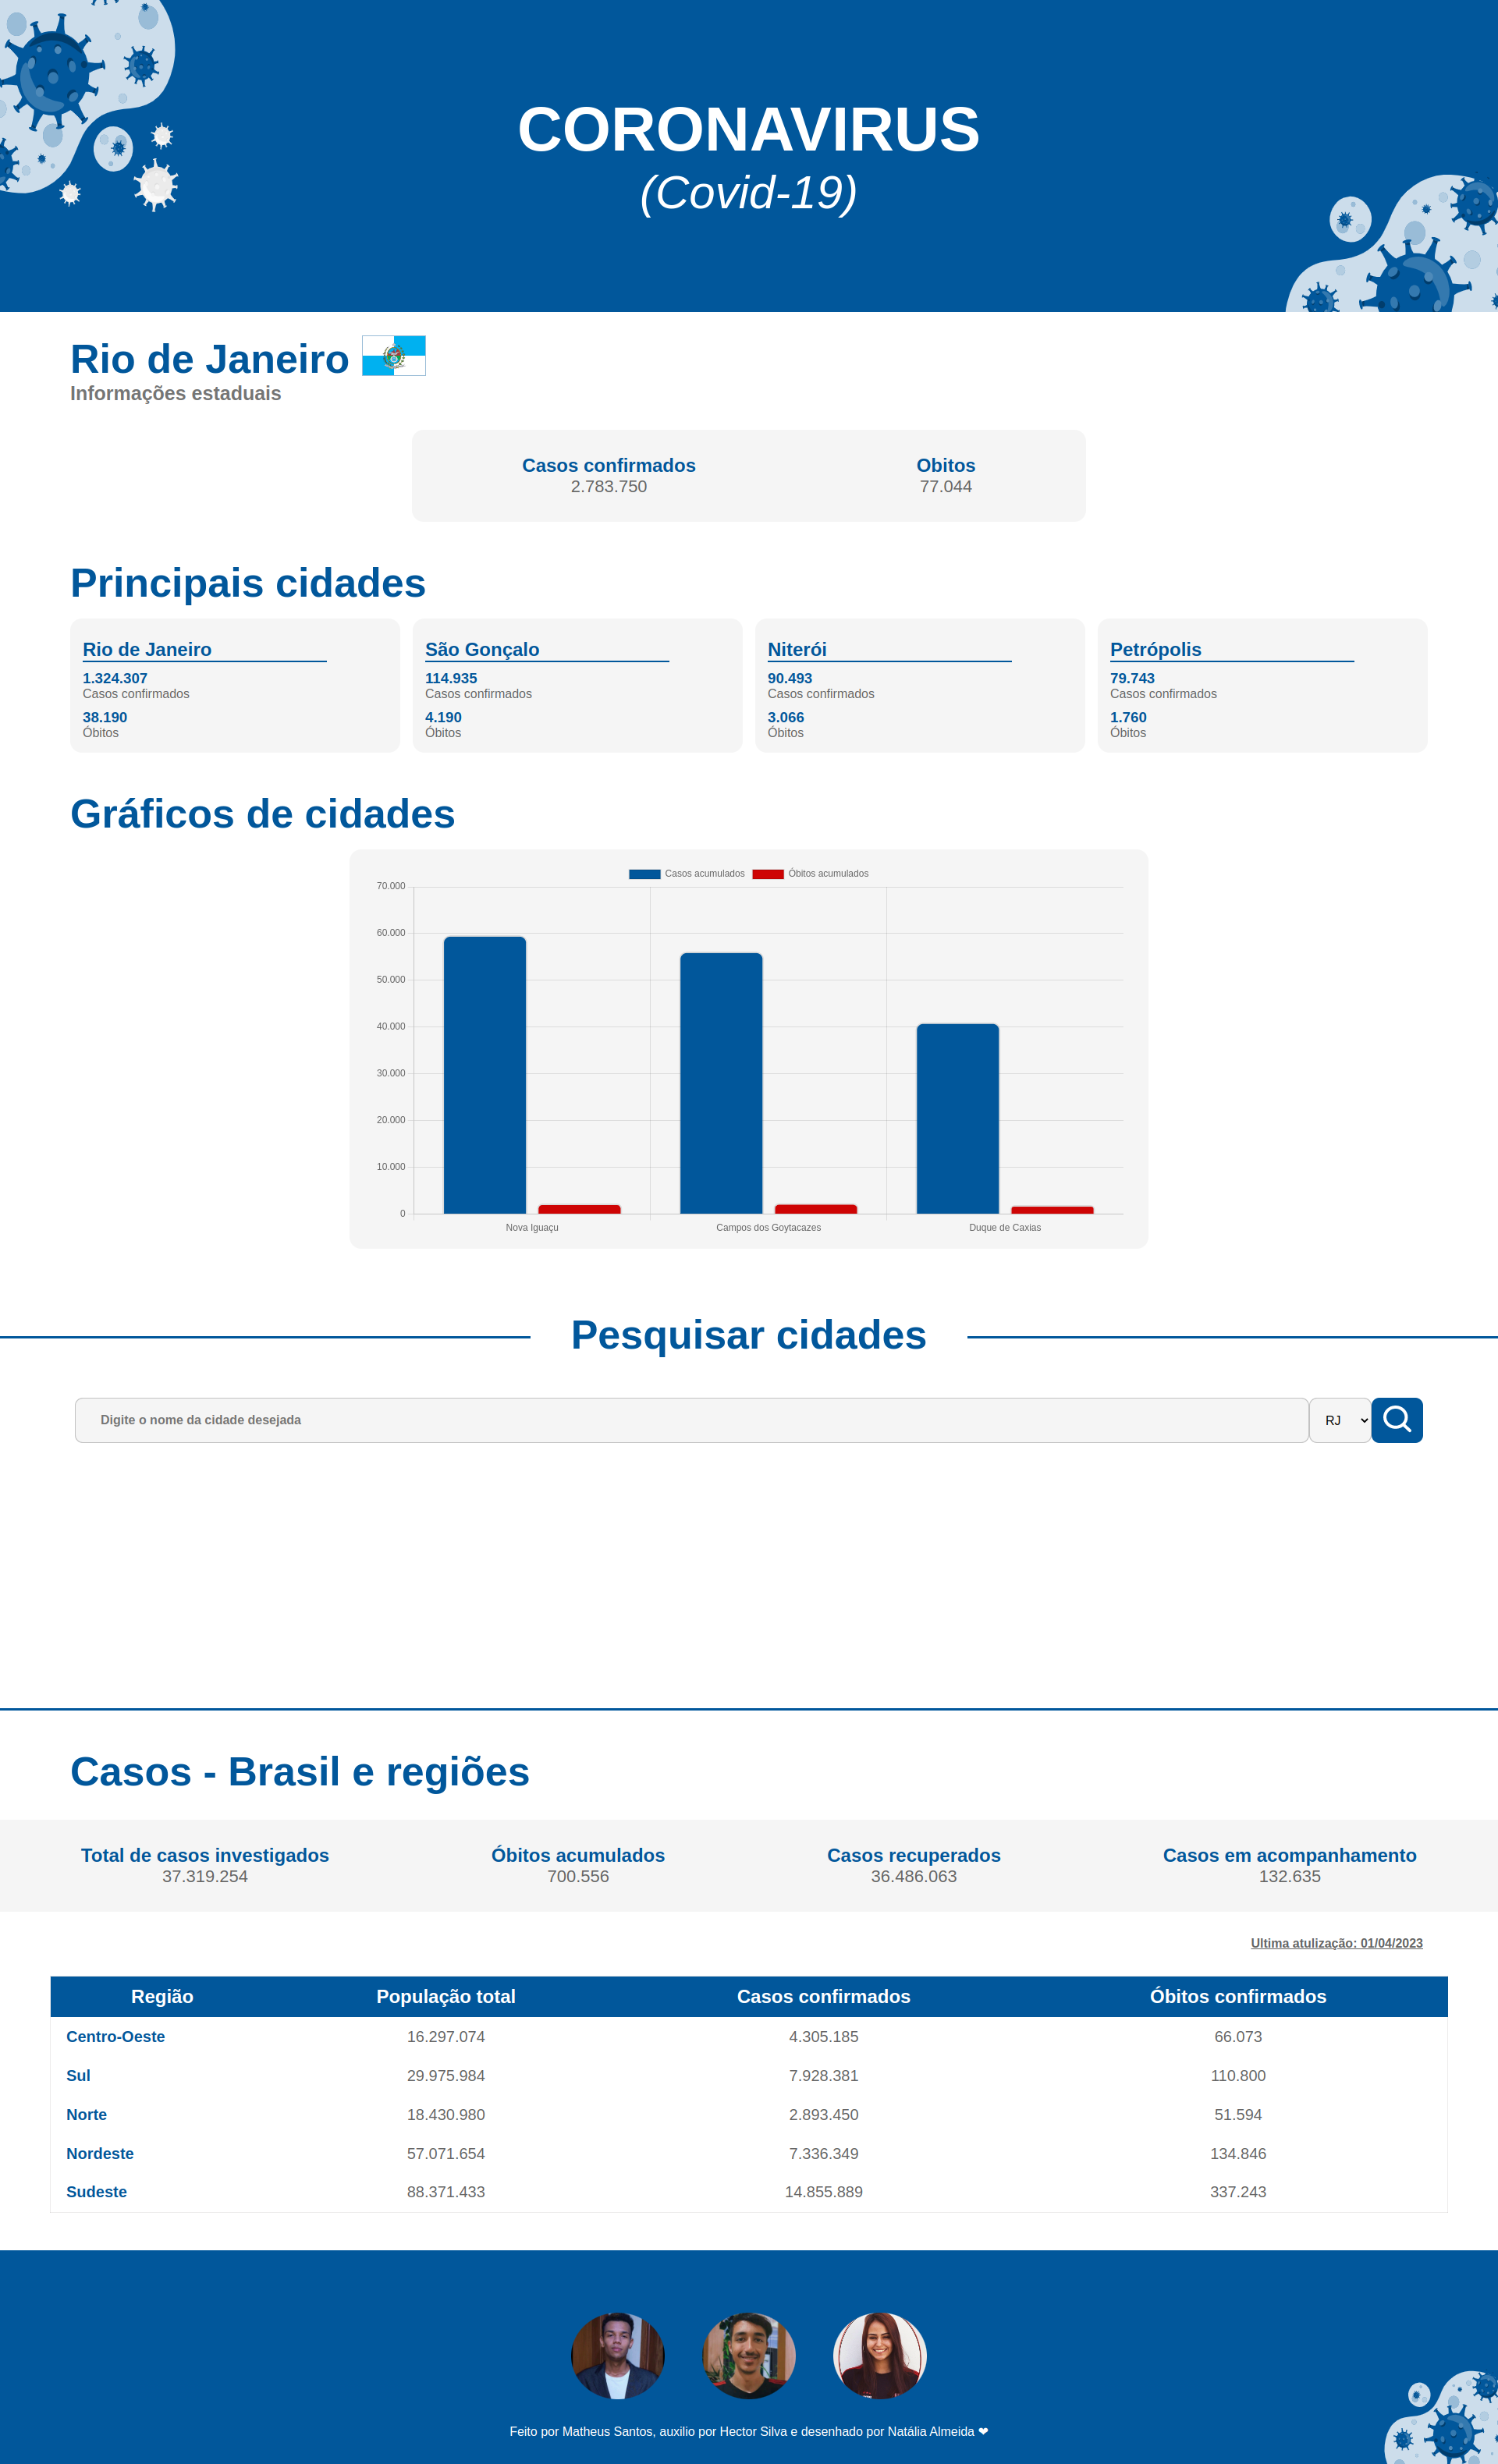 CORONAVIRUS
(Covid-19)
Rio de Janeiro
Informações estaduais
Casos confirmados Obitos
2.783.750 77.044
Principais cidades
Rio de Janeiro
1.324.307
Casos confirmados
38.190
Óbitos
São Gonçalo
114.935
Casos confirmados
4.190
Óbitos
Niterói
90.493
Casos confirmados
3.066
Óbitos
Petrópolis
79.743
Casos confirmados
1.760
Óbitos
Gráficos de cidades
Casos acumulados Óbitos acumulados
70.000
60.000
50.000
40.000
30.000
20.000
10.000
0
Nova Iguaçu Campos dos Goytacazes Duque de Caxias
Pesquisar cidades
Digite o nome da cidade desejada RJ
Casos - Brasil e regiões
Total de casos investigados Óbitos acumulados Casos recuperados Casos em acompanhamento
37.319.254 700.556 36.486.063 132.635
Ultima atulização: 01/04/2023
Região População total Casos confirmados Óbitos confirmados
Centro-Oeste 16.297.074 4.305.185 66.073
Sul 29.975.984 7.928.381 110.800
Norte 18.430.980 2.893.450 51.594
Nordeste 57.071.654 7.336.349 134.846
Sudeste 88.371.433 14.855.889 337.243
Feito por Matheus Santos, auxilio por Hector Silva e desenhado por Natália Almeida ❤